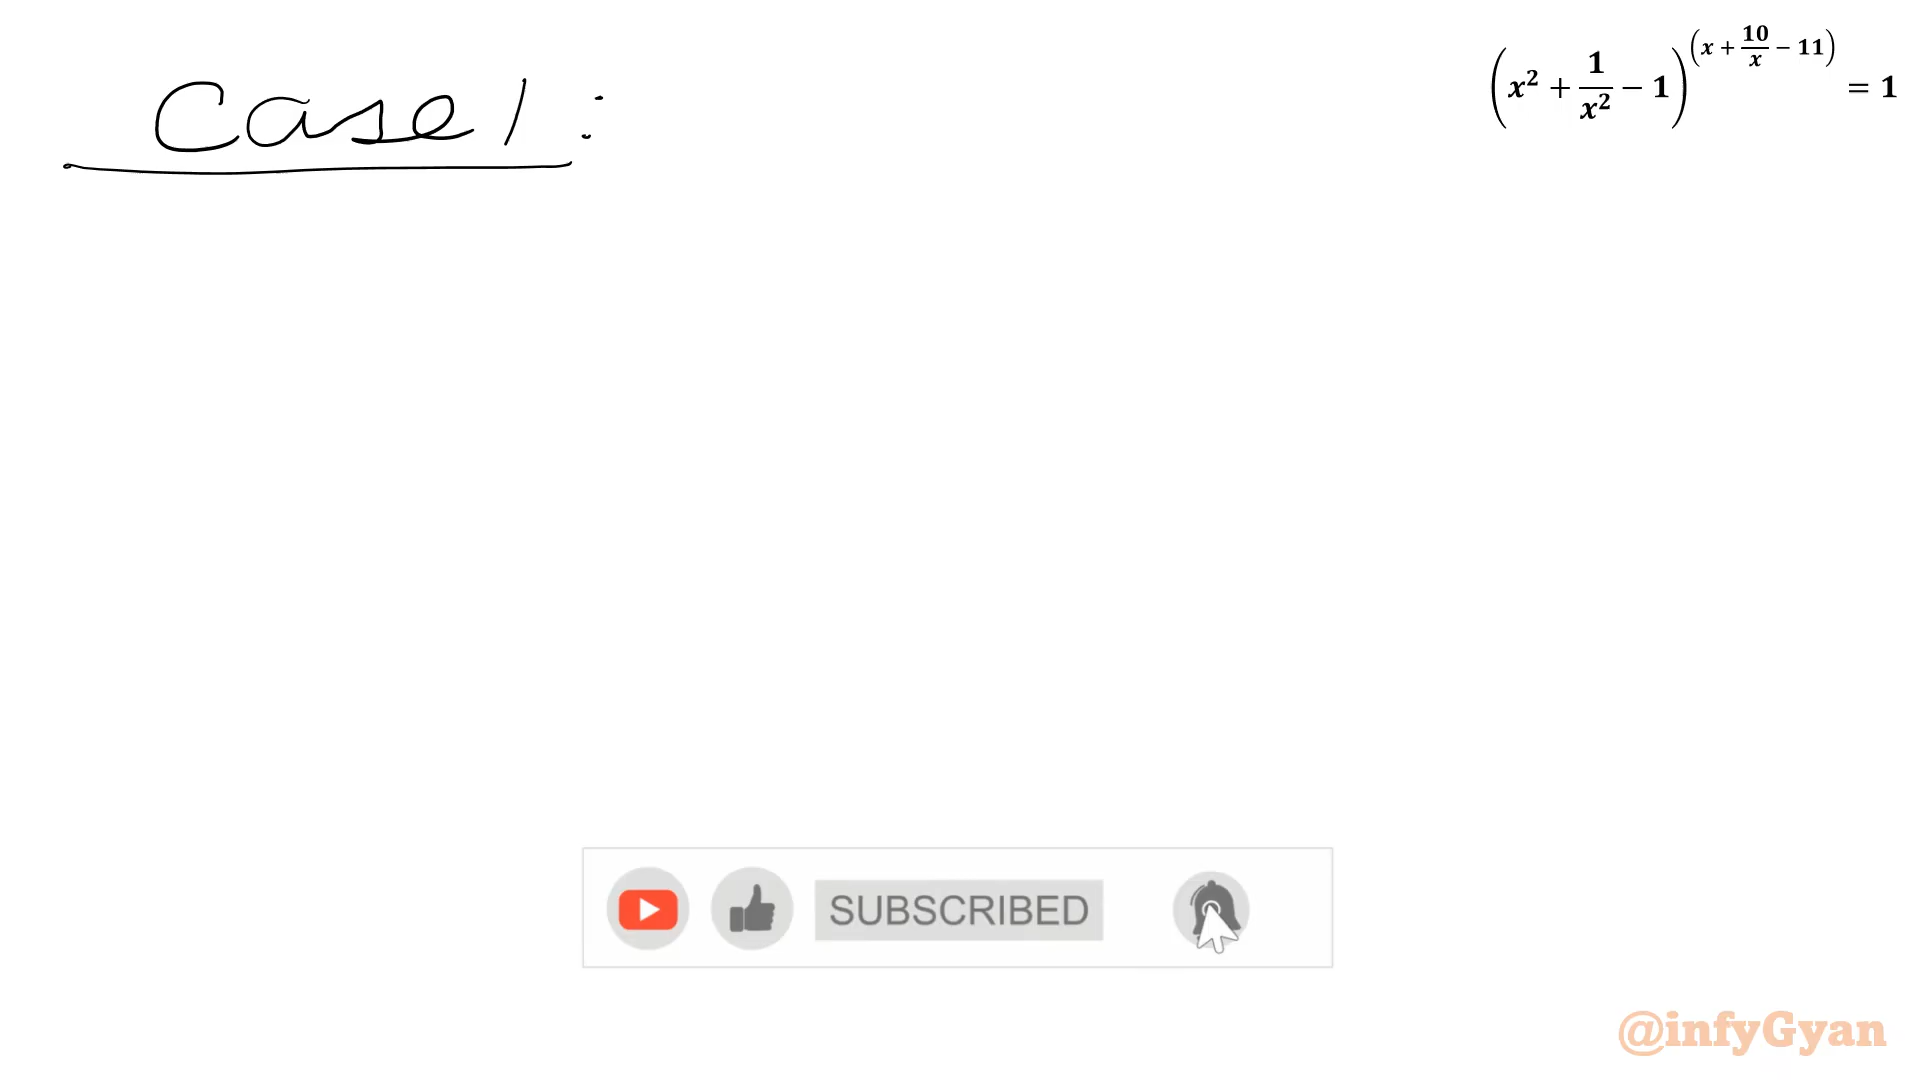 Case 1 :
(x² + 1/x² − 1)^(x + 10/x − 11) = 1
SUBSCRIBED
@infyGyan